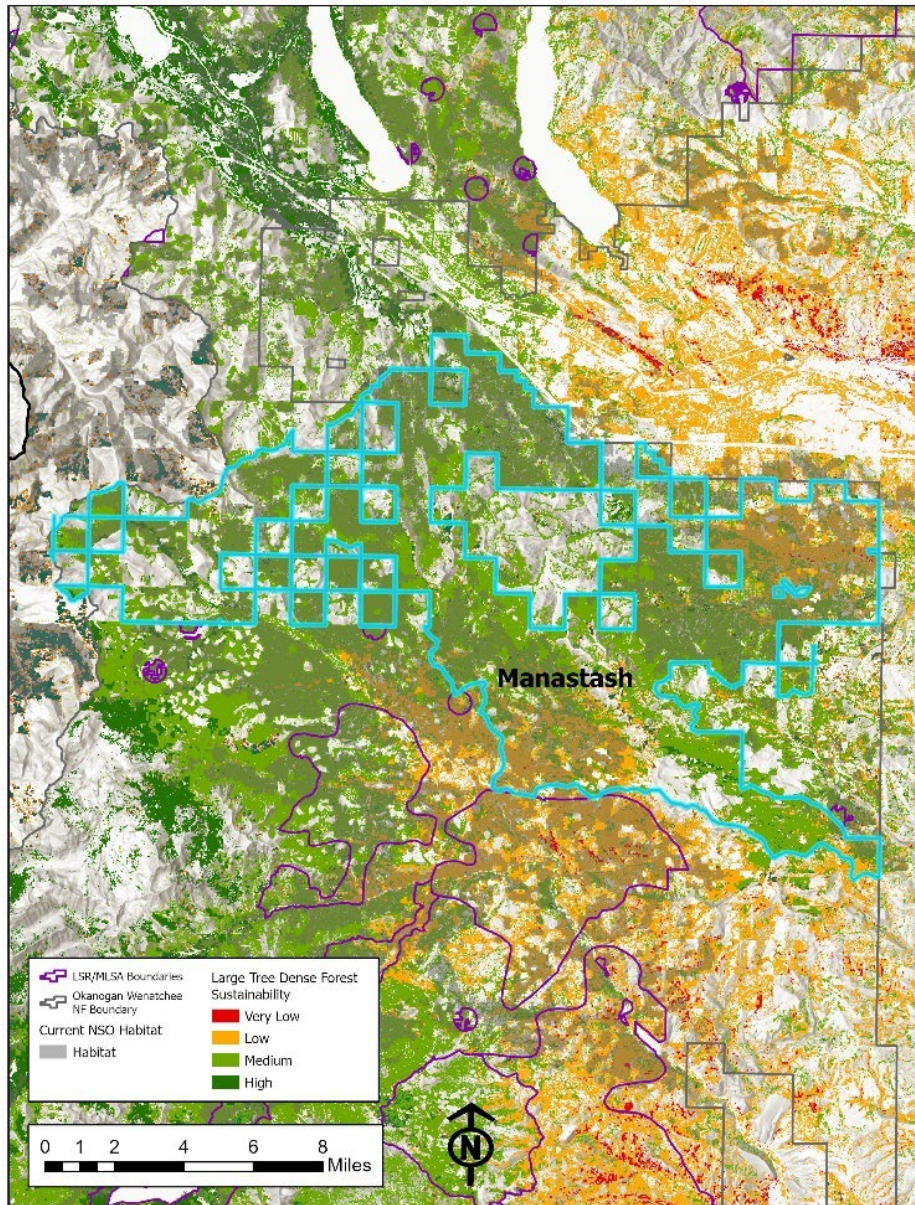 Manastash
LSR/MLSA Boundaries
Okanogan Wenatchee
NF Boundary
Current NSO Habitat
Habitat
Large Tree Dense Forest
Sustainability
Very Low
Low
Medium
High
0 1 2 4 6 8
Miles
N